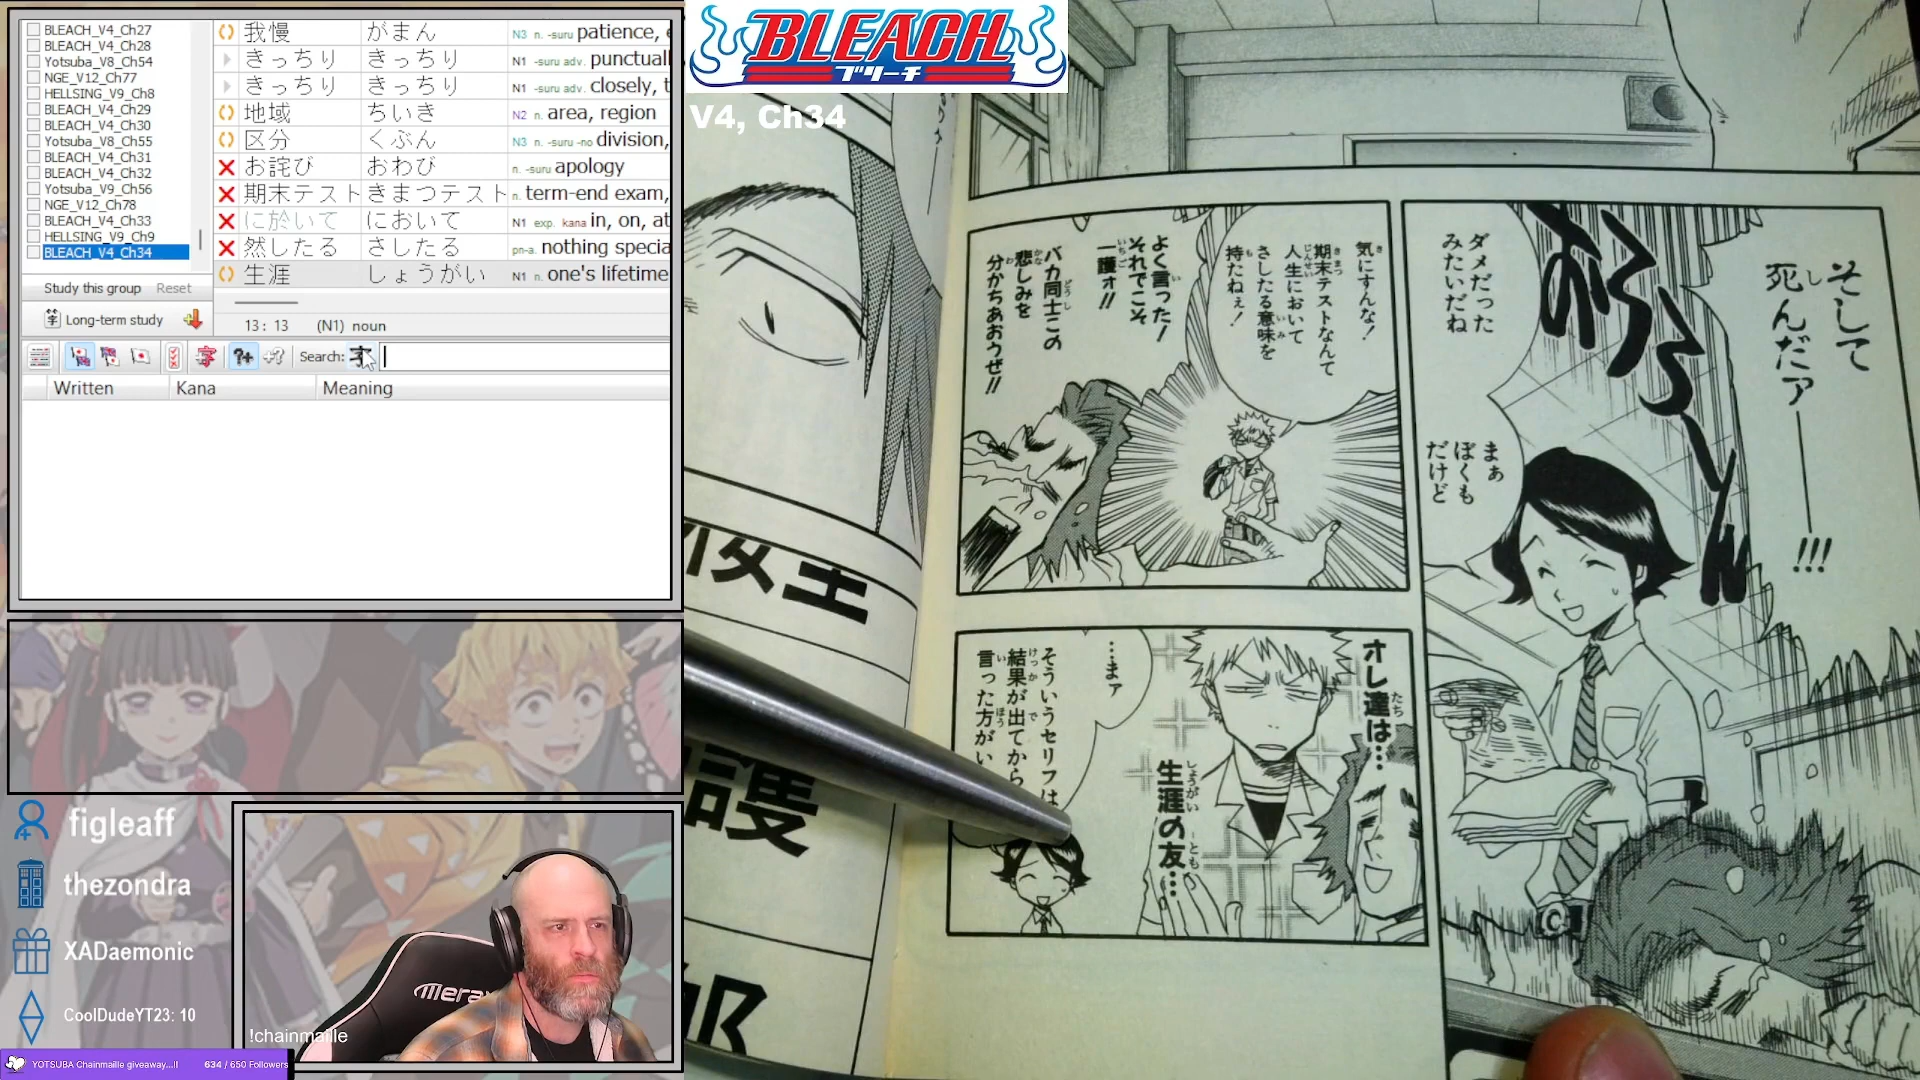 BLEACH_V4_Ch27
BLEACH_V4_Ch28
Yotsuba_V8_Ch54
NGE_V12_Ch77
HELLSING_V9_Ch8
BLEACH_V4_Ch29
BLEACH_V4_Ch30
Yotsuba_V8_Ch55
BLEACH_V4_Ch31
BLEACH_V4_Ch32
Yotsuba_V9_Ch56
NGE_V12_Ch78
BLEACH_V4_Ch33
HELLSING_V9_Ch9
BLEACH_V4_Ch34
Study this group Reset
Long-term study
我慢 がまん N3 n. -suru patience,
きっちり きっちり N1 -suru adv. punctuall
きっちり きっちり N1 -suru adv. closely, t
地域 ちいき N2 n. area, region
区分 くぶん N3 n. -suru -no division,
お詫び おわび n. -suru apology
期末テスト きまつテスト n. term-end exam,
に於いて において N1 exp. kana in, on, at
然したる さしたる pn-a. nothing specia
生涯 しょうがい N1 n. one's lifetime
13: 13 (N1) noun
Search:
Written Kana Meaning
BLEACH
ブリーチ
V4, Ch34
そして
死んだァ——!!!
ダメだった
みたいだね
まぁ
ぼくも
だけど
気にすんな!
期末テストなんて
人生において
さしたる意味を
持たねぇ!
よく言った!
それでこそ
一護ォ!!
バカ同士この
悲しみを
分かちあおうぜ!!
オレ達は…
生涯の友…
…まァ
そういうセリフは
結果が出てから
言った方がい
護
figleaff
thezondra
XADaemonic
CoolDudeYT23: 10
YOTSUBA Chainmaille giveaway...!! 634 / 650 Followers
!chainmaille